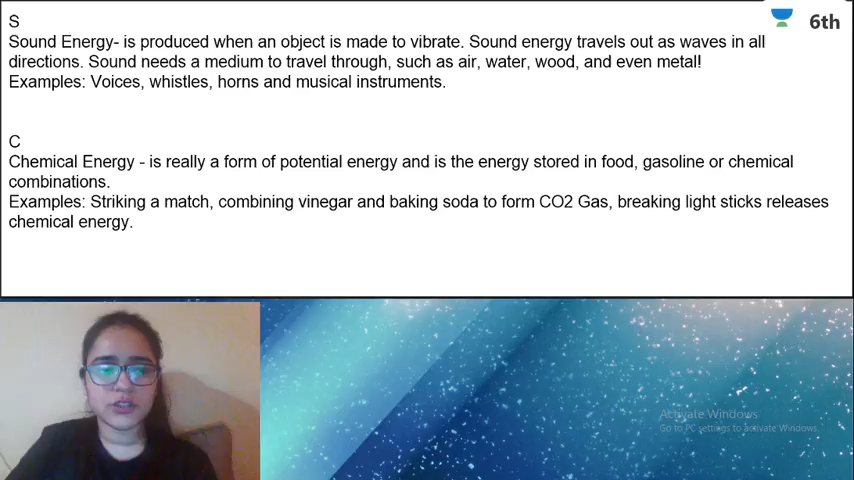 S
6th
Sound Energy- is produced when an object is made to vibrate. Sound energy travels out as waves in all
directions. Sound needs a medium to travel through, such as air, water, wood, and even metal!
Examples: Voices, whistles, horns and musical instruments.
C
Chemical Energy - is really a form of potential energy and is the energy stored in food, gasoline or chemical
combinations.
Examples: Striking a match, combining vinegar and baking soda to form CO2 Gas, breaking light sticks releases
chemical energy.
Activate Windows
Go to PC settings to activate Windows.